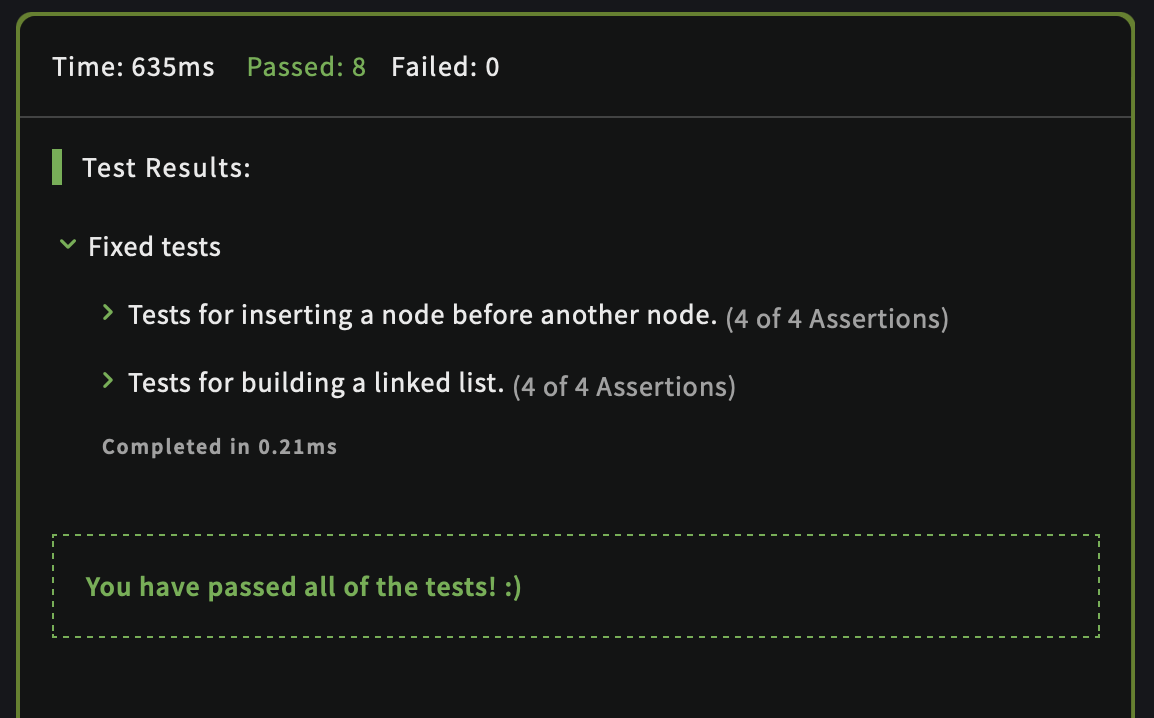 Time: 635ms Passed: 8 Failed: 0
Test Results:
Fixed tests
Tests for inserting a node before another node. (4 of 4 Assertions)
Tests for building a linked list. (4 of 4 Assertions)
Completed in 0.21ms
You have passed all of the tests! :)